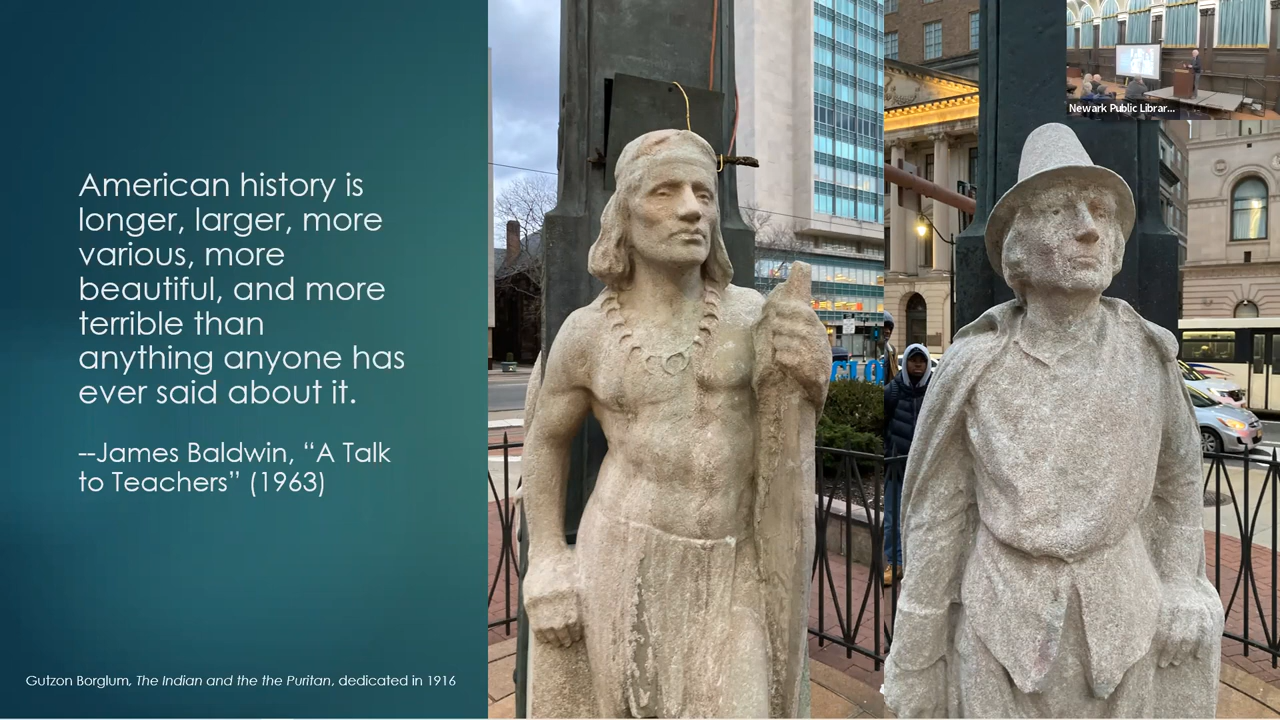 American history is
longer, larger, more
various, more
beautiful, and more
terrible than
anything anyone has
ever said about it.
--James Baldwin, “A Talk
to Teachers” (1963)
Gutzon Borglum, The Indian and the the Puritan, dedicated in 1916
GLO
Newark Public Librar...